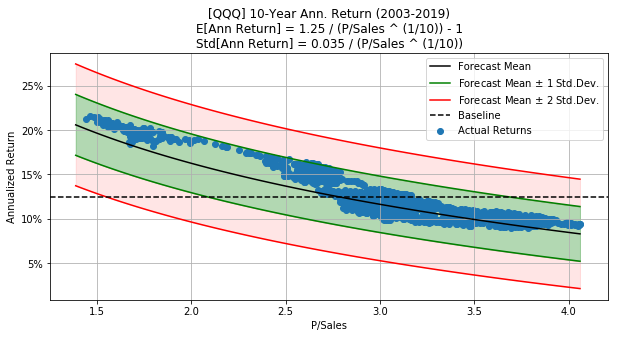 [QQQ] 10-Year Ann. Return (2003-2019)
E[Ann Return] = 1.25 / (P/Sales ^ (1/10)) - 1
Std[Ann Return] = 0.035 / (P/Sales ^ (1/10))
Forecast Mean
Forecast Mean ± 1 Std.Dev.
Forecast Mean ± 2 Std.Dev.
Baseline
Actual Returns
Annualized Return
25%
20%
15%
10%
5%
1.5 2.0 2.5 3.0 3.5 4.0
P/Sales